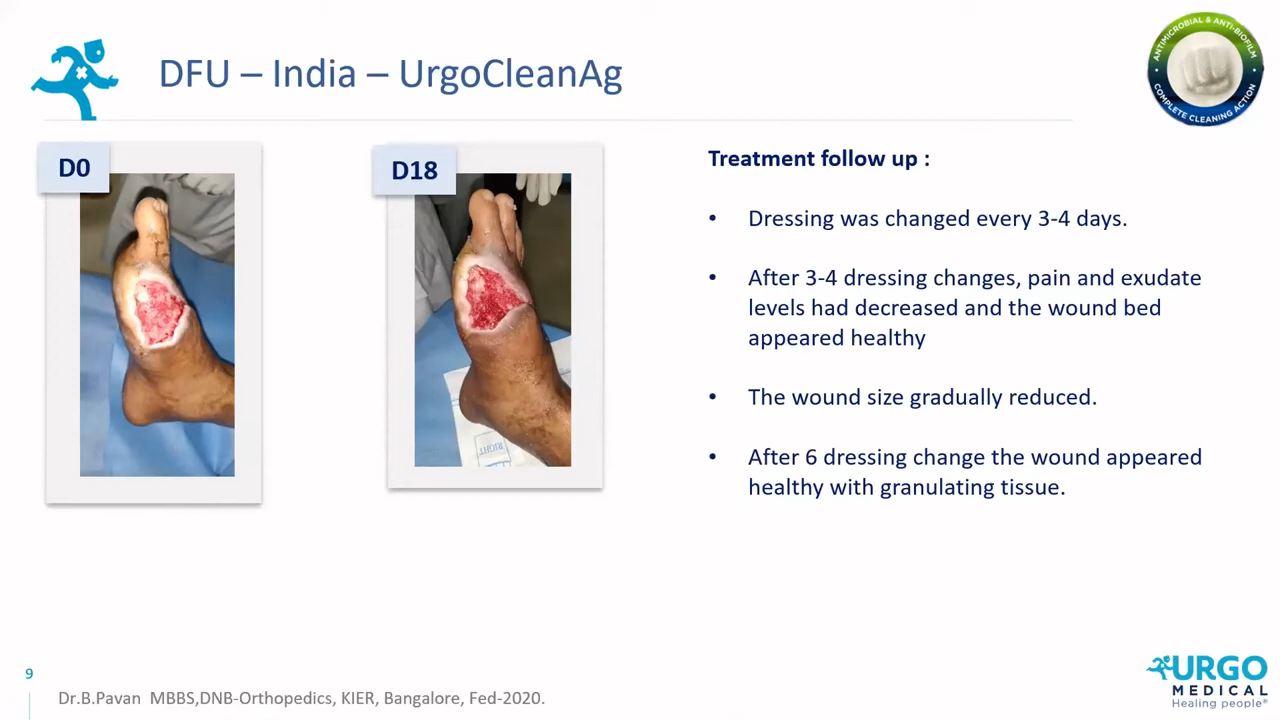 DFU – India – UrgoCleanAg
ANTIMICROBIAL & ANTI-BIOFILM
COMPLETE CLEANING ACTION
D0
D18
RIGHT
Treatment follow up :
• Dressing was changed every 3-4 days.
• After 3-4 dressing changes, pain and exudate
levels had decreased and the wound bed
appeared healthy
• The wound size gradually reduced.
• After 6 dressing change the wound appeared
healthy with granulating tissue.
9
Dr.B.Pavan MBBS,DNB-Orthopedics, KIER, Bangalore, Fed-2020.
URGO
MEDICAL
Healing people®